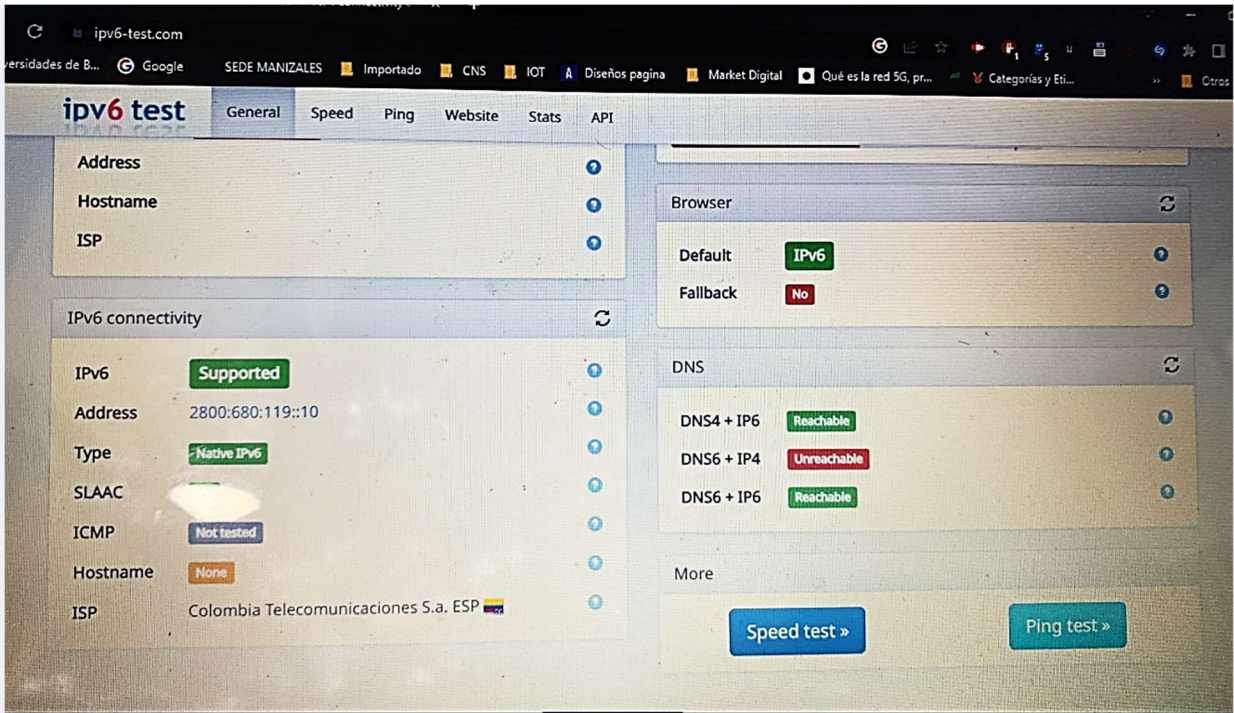 ipv6-test.com
versidades de B... Google SEDE MANIZALES Importado CNS IOT Diseños pagina Market Digital Qué es la red 5G, pr... Categorías y Eti... » Otros
ipv6 test General Speed Ping Website Stats API
Address
Hostname
ISP
IPv6 connectivity
IPv6 Supported
Address 2800:680:119::10
Type Native IPv6
SLAAC
ICMP Not tested
Hostname None
ISP Colombia Telecomunicaciones S.a. ESP
Browser
Default IPv6
Fallback No
DNS
DNS4 + IP6 Reachable
DNS6 + IP4 Unreachable
DNS6 + IP6 Reachable
More
Speed test » Ping test »